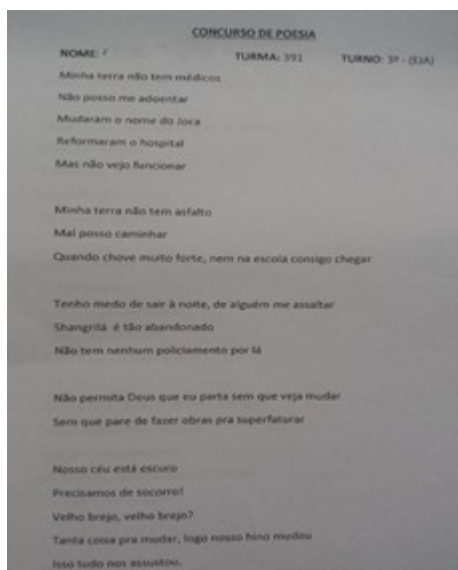 CONCURSO DE POESIA
NOME: TURMA: 391 TURNO: 3º - (EJA)
Minha terra não tem médicos
Não posso me adoentar
Mudaram o nome do Joca
Reformaram o hospital
Mas não vejo funcionar
Minha terra não tem asfalto
Mal posso caminhar
Quando chove muito forte, nem na escola consigo chegar
Tenho medo de sair à noite, de alguém me assaltar
Shangrilá é tão abandonado
Não tem nenhum policiamento por lá
Não permita Deus que eu parta sem que veja mudar
Sem que pare de fazer obras pra superfaturar
Nosso céu está escuro
Precisamos de socorro!
Velho brejo, velho brejo?
Tanta coisa pra mudar, logo nosso hino mudou
Isso tudo nos assustou.